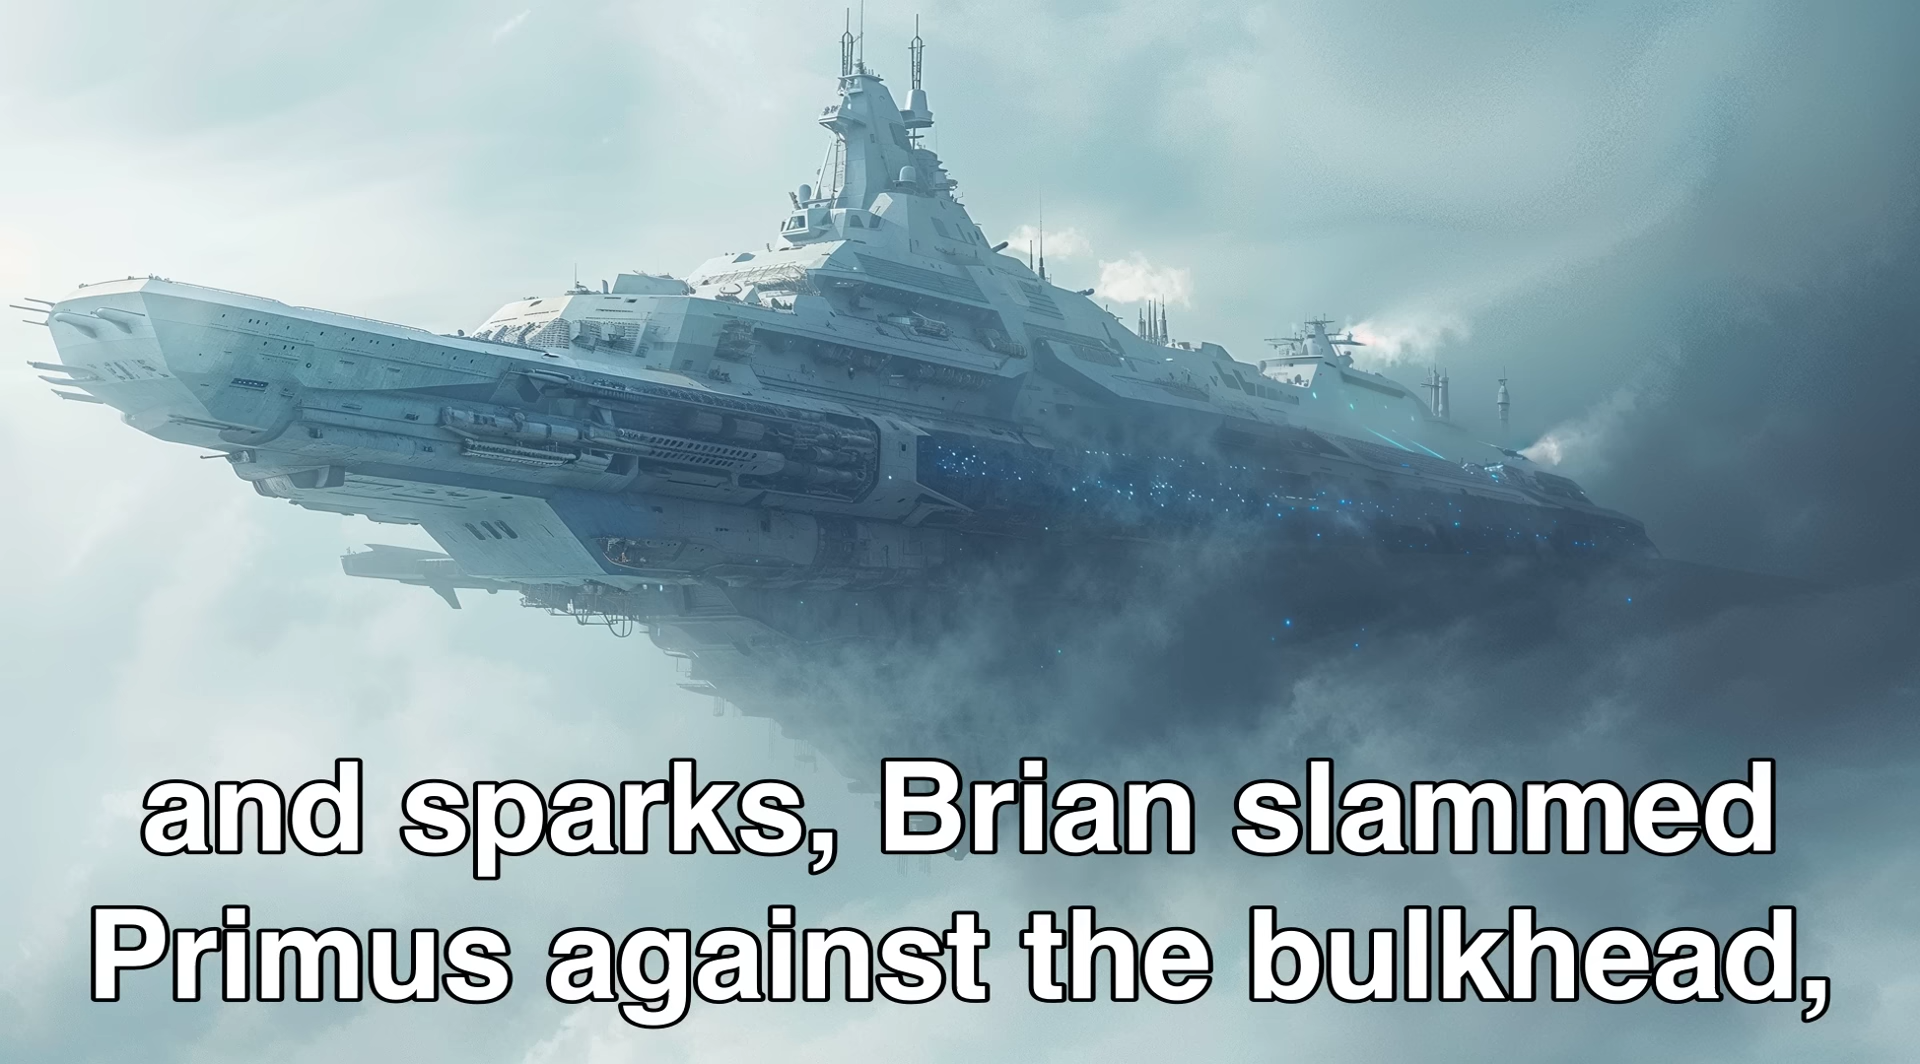 and sparks, Brian slammed
Primus against the bulkhead,